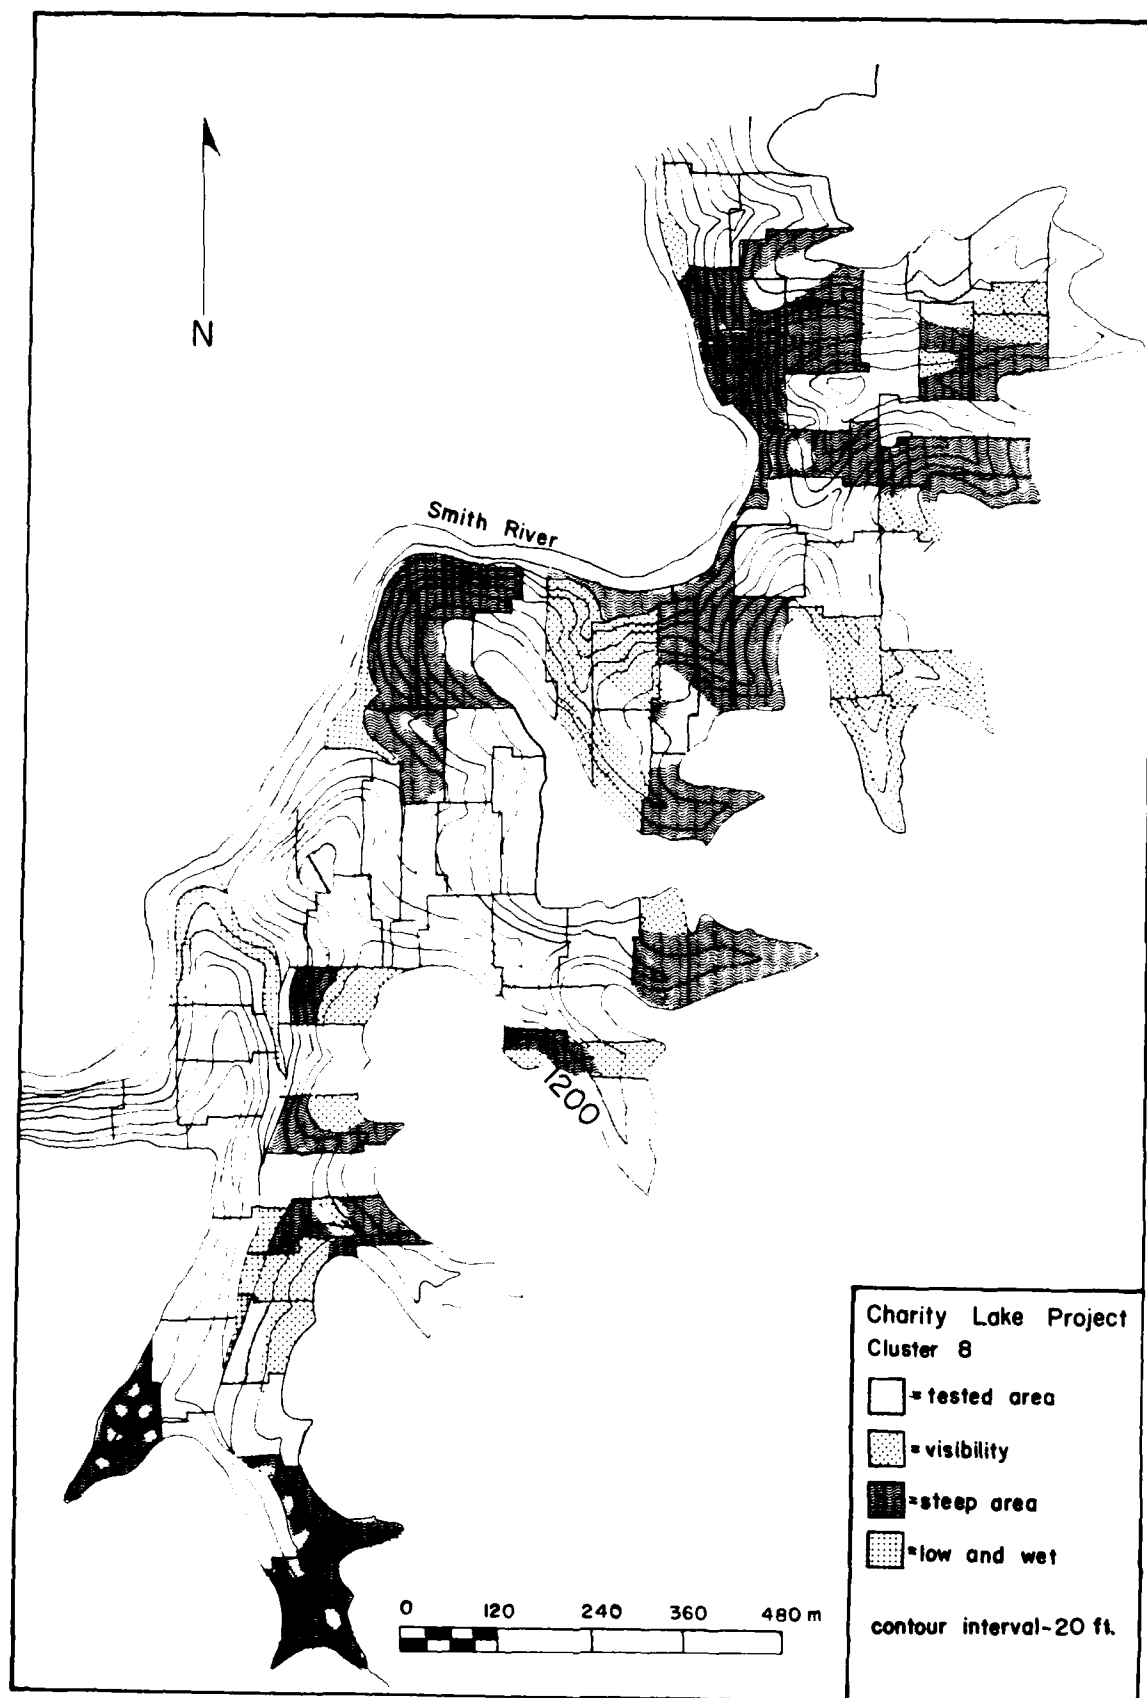 N
Smith River
1200
Charity Lake Project
Cluster 8
= tested area
= visibility
= steep area
= low and wet
contour interval-20 ft.
0 120 240 360 480 m